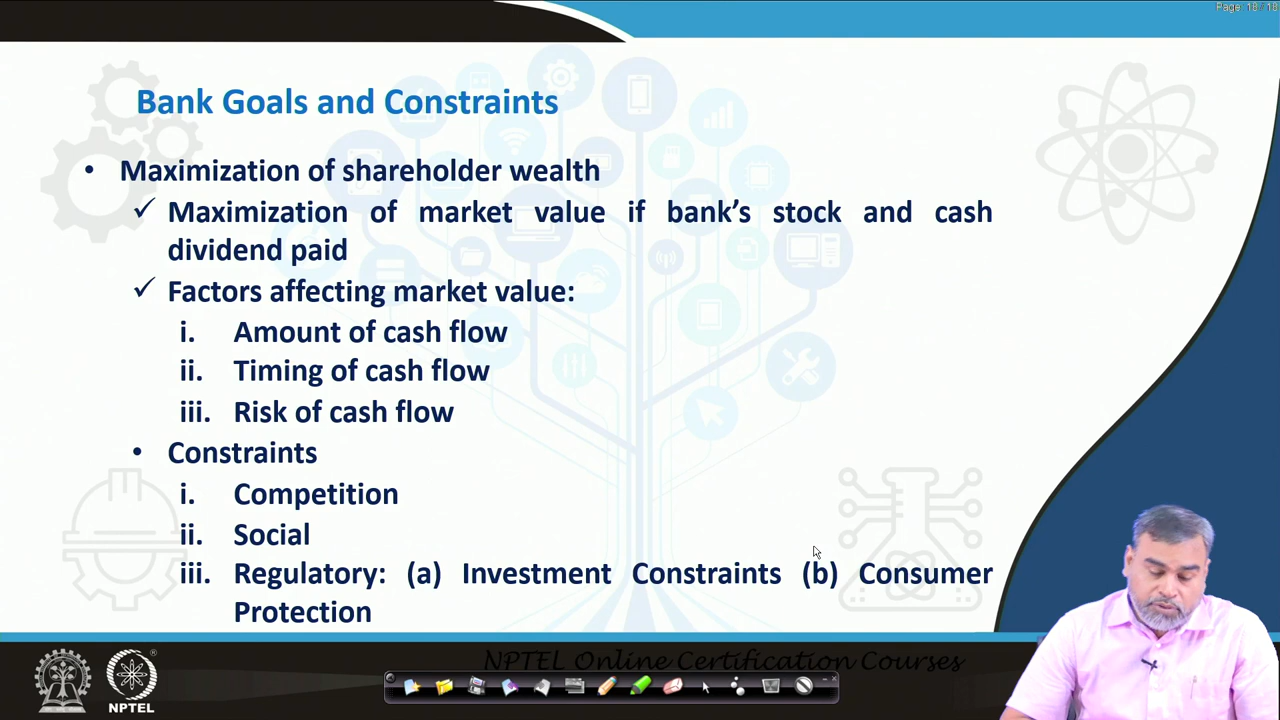 Page: 18 / 18
Bank Goals and Constraints
• Maximization of shareholder wealth
✓ Maximization of market value if bank's stock and cash
dividend paid
✓ Factors affecting market value:
i. Amount of cash flow
ii. Timing of cash flow
iii. Risk of cash flow
• Constraints
i. Competition
ii. Social
iii. Regulatory: (a) Investment Constraints (b) Consumer
Protection
NPTEL Online Certification Courses
NPTEL